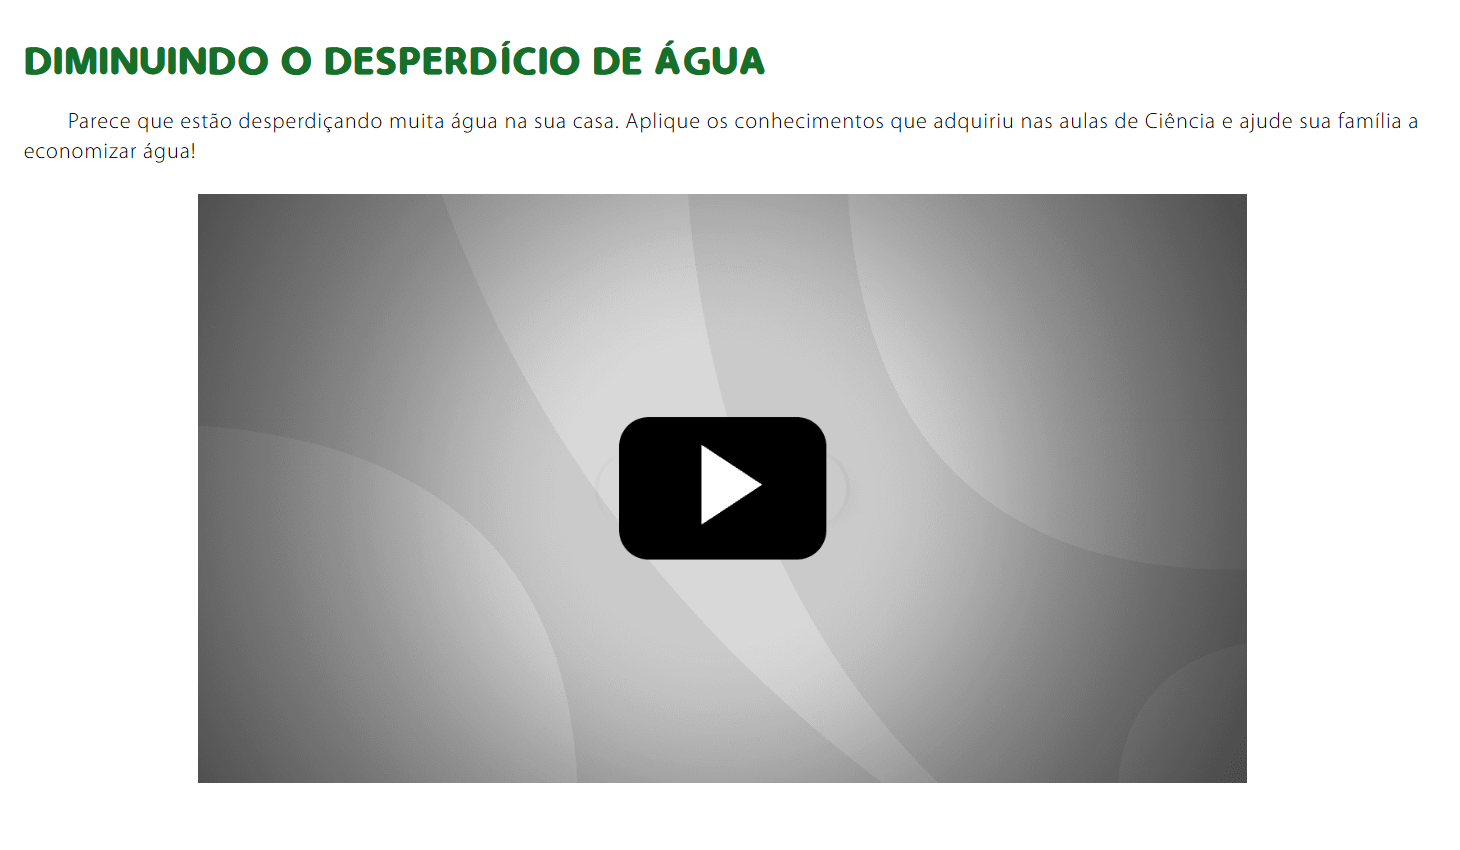 DIMINUINDO O DESPERDÍCIO DE ÁGUA
Parece que estão desperdiçando muita água na sua casa. Aplique os conhecimentos que adquiriu nas aulas de Ciência e ajude sua família a
economizar água!